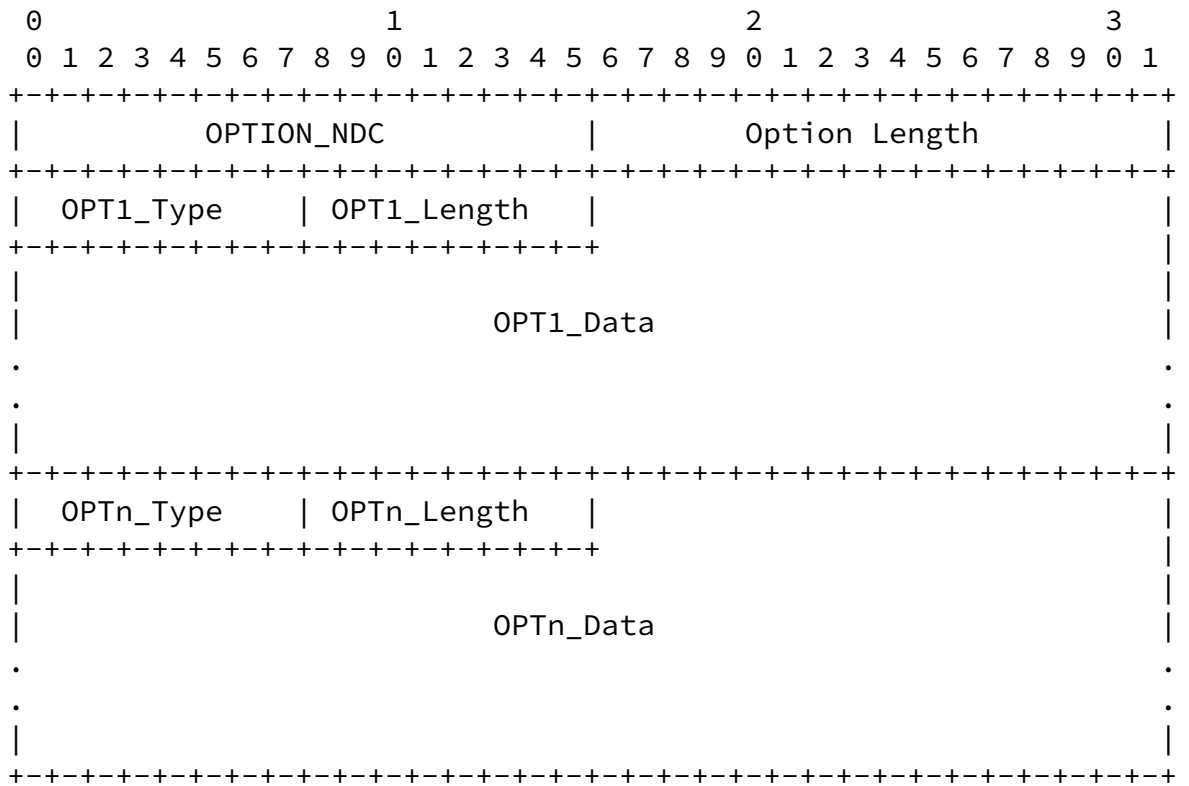 0                   1                   2                   3
 0 1 2 3 4 5 6 7 8 9 0 1 2 3 4 5 6 7 8 9 0 1 2 3 4 5 6 7 8 9 0 1
+-+-+-+-+-+-+-+-+-+-+-+-+-+-+-+-+-+-+-+-+-+-+-+-+-+-+-+-+-+-+-+-+
|          OPTION_NDC           |        Option Length          |
+-+-+-+-+-+-+-+-+-+-+-+-+-+-+-+-+-+-+-+-+-+-+-+-+-+-+-+-+-+-+-+-+
|  OPT1_Type    | OPT1_Length   |                               |
+-+-+-+-+-+-+-+-+-+-+-+-+-+-+-+-+                               |
|                                                               |
|                          OPT1_Data                            |
.                                                               .
.                                                               .
|                                                               |
+-+-+-+-+-+-+-+-+-+-+-+-+-+-+-+-+-+-+-+-+-+-+-+-+-+-+-+-+-+-+-+-+
|  OPTn_Type    | OPTn_Length   |                               |
+-+-+-+-+-+-+-+-+-+-+-+-+-+-+-+-+                               |
|                                                               |
|                          OPTn_Data                            |
.                                                               .
.                                                               .
|                                                               |
+-+-+-+-+-+-+-+-+-+-+-+-+-+-+-+-+-+-+-+-+-+-+-+-+-+-+-+-+-+-+-+-+